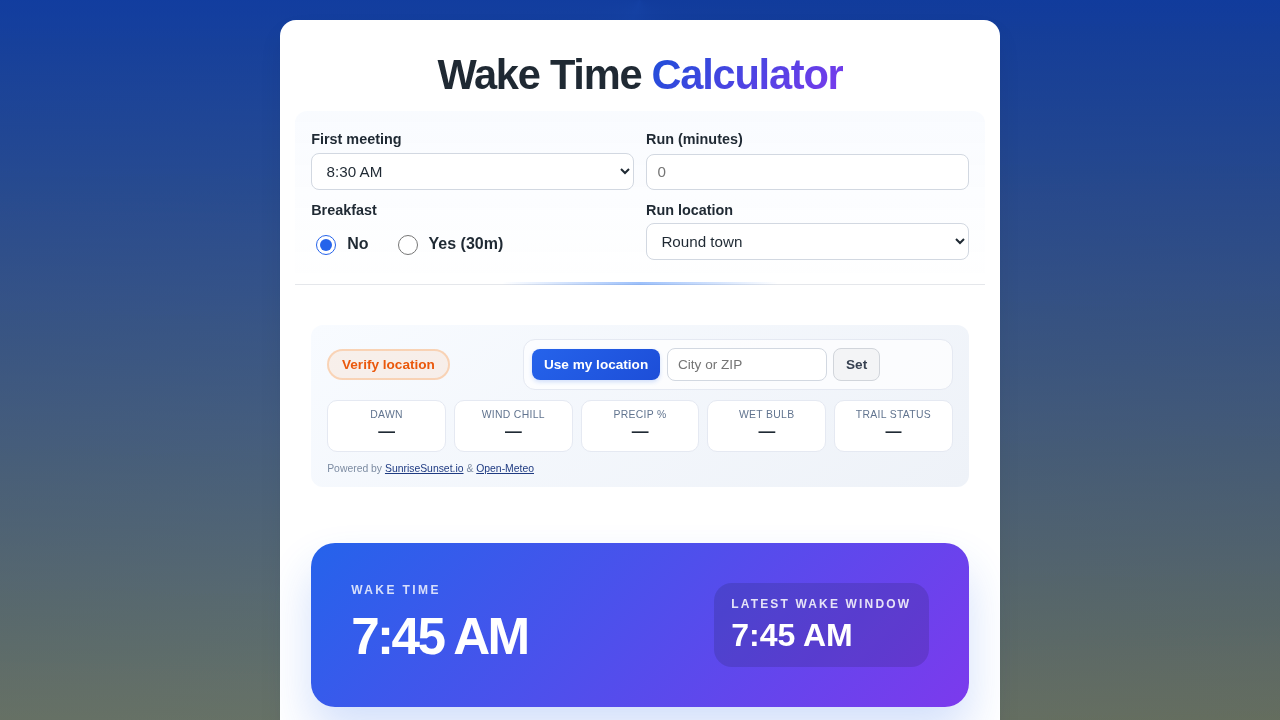 Wake Time Calculator
First meeting
8:30 AM
Run (minutes)
0
Breakfast
No
Yes (30m)
Run location
Round town
Verify location
Use my location
City or ZIP
Set
DAWN
—
WIND CHILL
—
PRECIP %
—
WET BULB
—
TRAIL STATUS
—
Powered by SunriseSunset.io & Open-Meteo
WAKE TIME
7:45 AM
LATEST WAKE WINDOW
7:45 AM